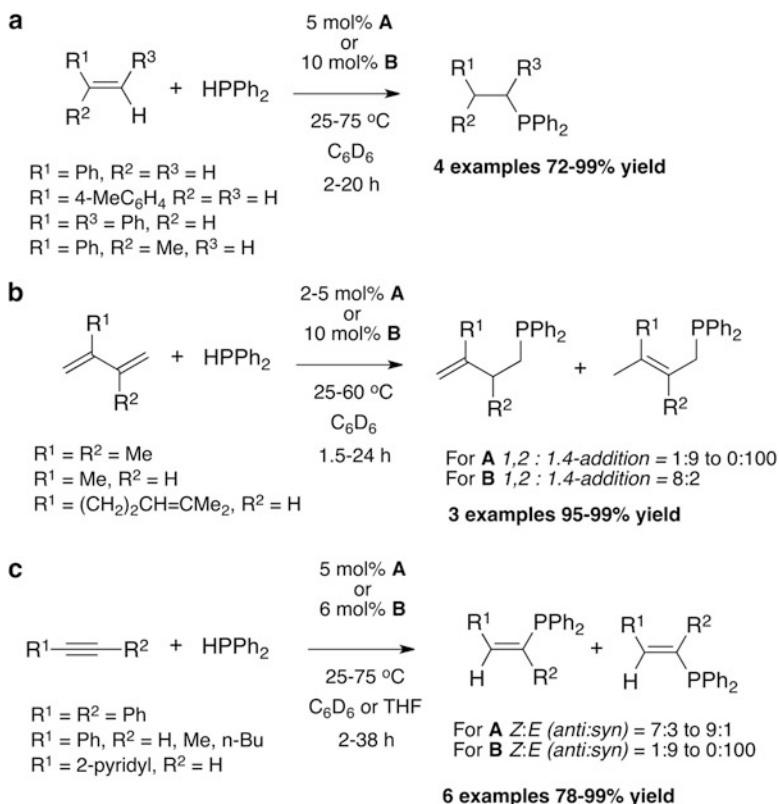 a
R¹
R³
R²
H
+
HPPh₂
5 mol% A
or
10 mol% B
25-75 ºC
C₆D₆
2-20 h
R¹
R³
R²
PPh₂
4 examples 72-99% yield
R¹ = Ph, R² = R³ = H
R¹ = 4-MeC₆H₄ R² = R³ = H
R¹ = R³ = Ph, R² = H
R¹ = Ph, R² = Me, R³ = H
b
R¹
R²
+
HPPh₂
2-5 mol% A
or
10 mol% B
25-60 ºC
C₆D₆
1.5-24 h
R¹
PPh₂
R²
+
R¹
PPh₂
R²
R¹ = R² = Me
R¹ = Me, R² = H
R¹ = (CH₂)₂CH=CMe₂, R² = H
For A 1,2 : 1.4-addition = 1:9 to 0:100
For B 1,2 : 1.4-addition = 8:2
3 examples 95-99% yield
c
R¹
R²
+
HPPh₂
5 mol% A
or
6 mol% B
25-75 ºC
C₆D₆ or THF
2-38 h
R¹
PPh₂
H
R²
+
R¹
R²
H
PPh₂
R¹ = R² = Ph
R¹ = Ph, R² = H, Me, n-Bu
R¹ = 2-pyridyl, R² = H
For A Z:E (anti:syn) = 7:3 to 9:1
For B Z:E (anti:syn) = 1:9 to 0:100
6 examples 78-99% yield